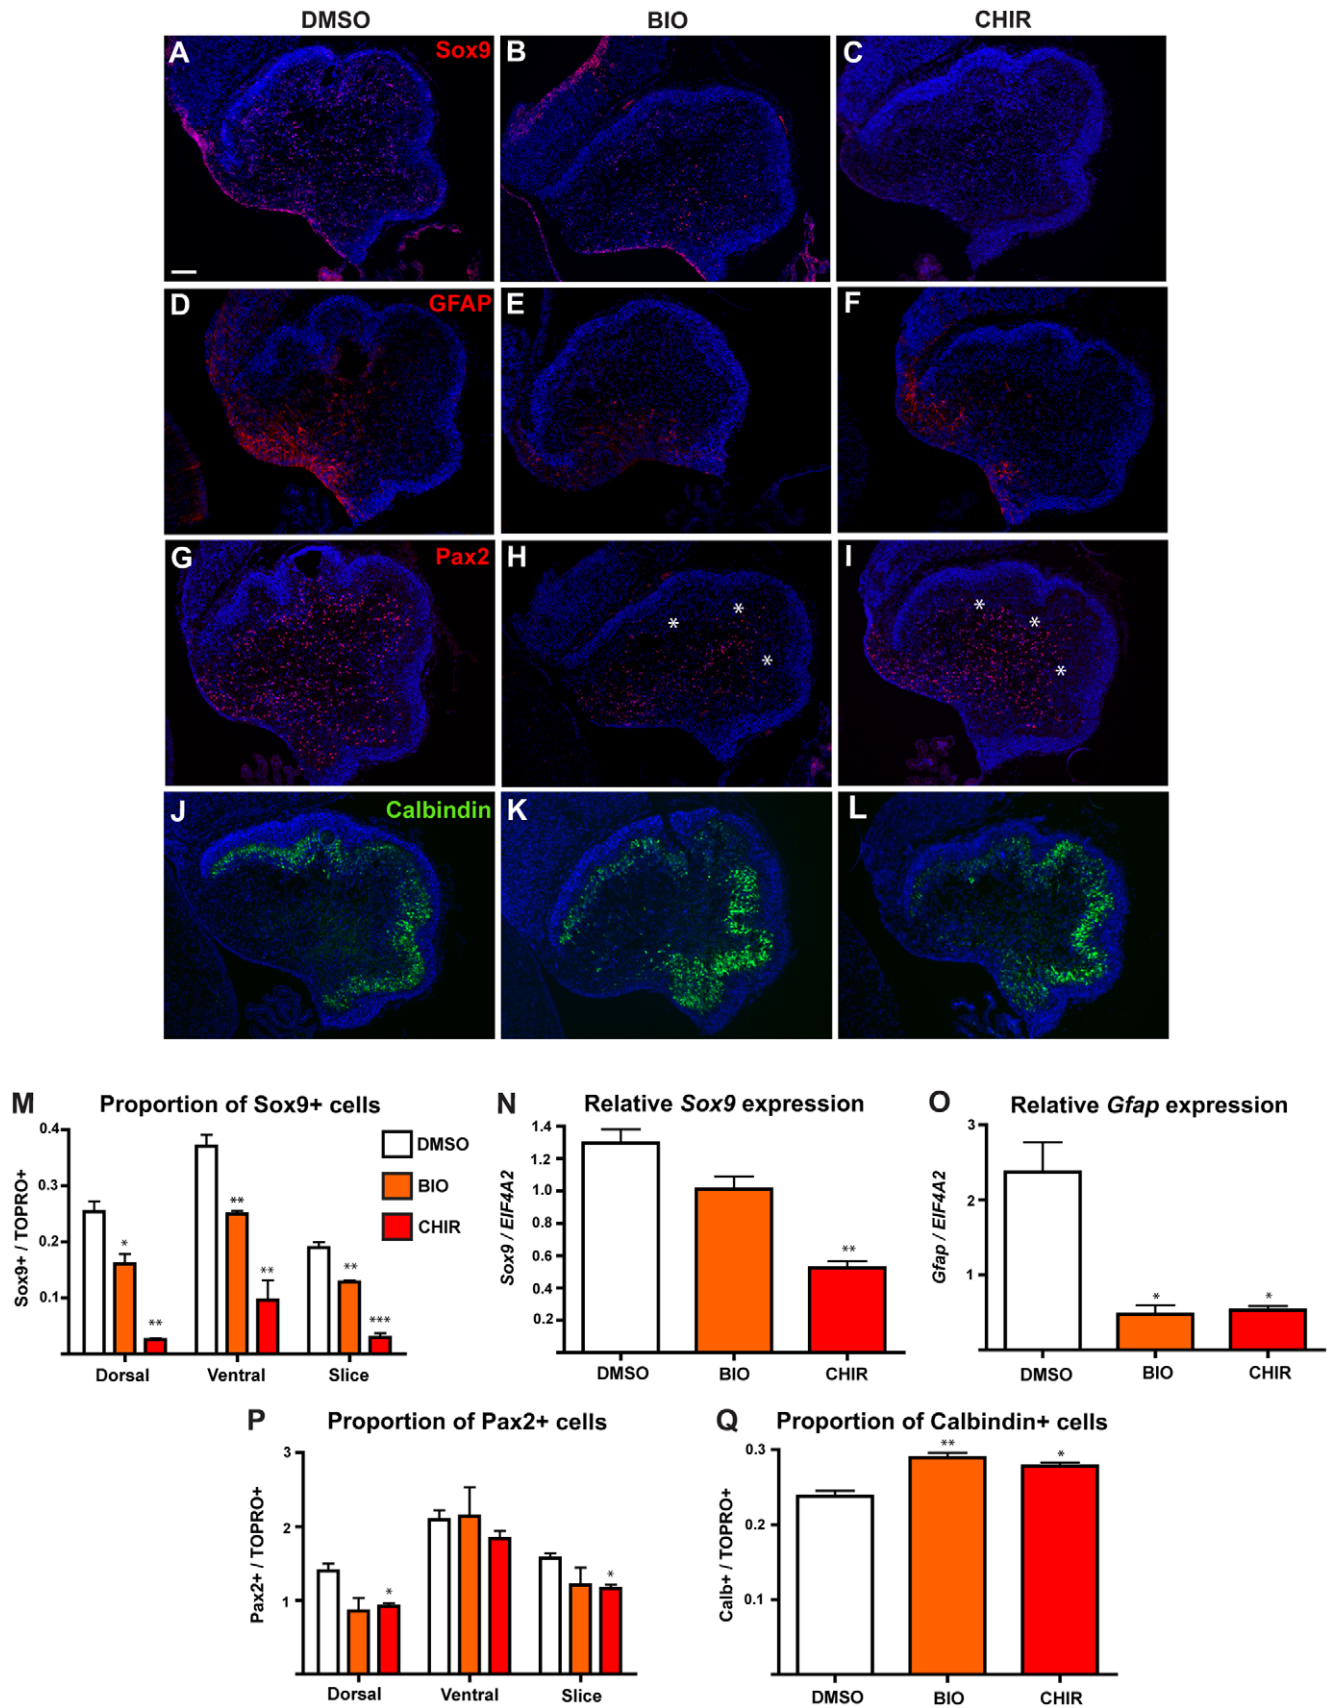 DMSO BIO CHIR
A Sox9 B C
D GFAP E F
G Pax2 H I
* * * * * *
J Calbindin K L
M Proportion of Sox9+ cells
Sox9+ / TOPRO+
0.4
0.3
0.2
0.1
* ** ** ** ** ***
Dorsal Ventral Slice
DMSO
BIO
CHIR
N Relative Sox9 expression
Sox9 / EIF4A2
1.4
1.2
1.0
0.8
0.6
0.4
0.2
**
DMSO BIO CHIR
O Relative Gfap expression
Gfap / EIF4A2
3
2
1
* *
DMSO BIO CHIR
P Proportion of Pax2+ cells
Pax2+ / TOPRO+
3
2
1
* *
Dorsal Ventral Slice
Q Proportion of Calbindin+ cells
Calb+ / TOPRO+
0.3
0.2
0.1
** *
DMSO BIO CHIR